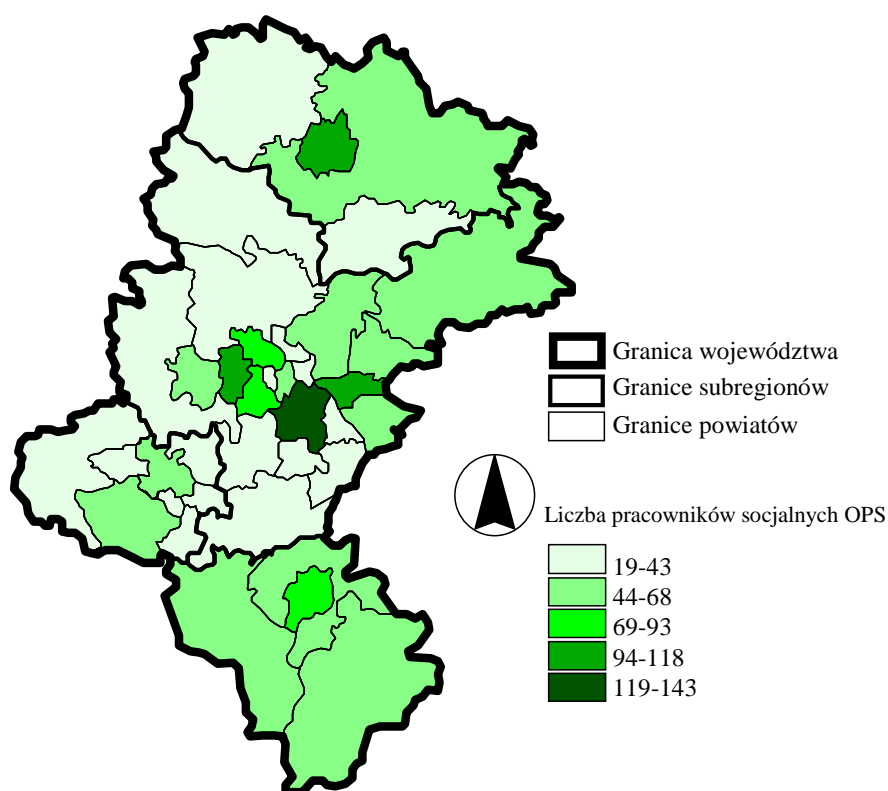 Granica województwa
Granice subregionów
Granice powiatów
Liczba pracowników socjalnych OPS
19-43
44-68
69-93
94-118
119-143